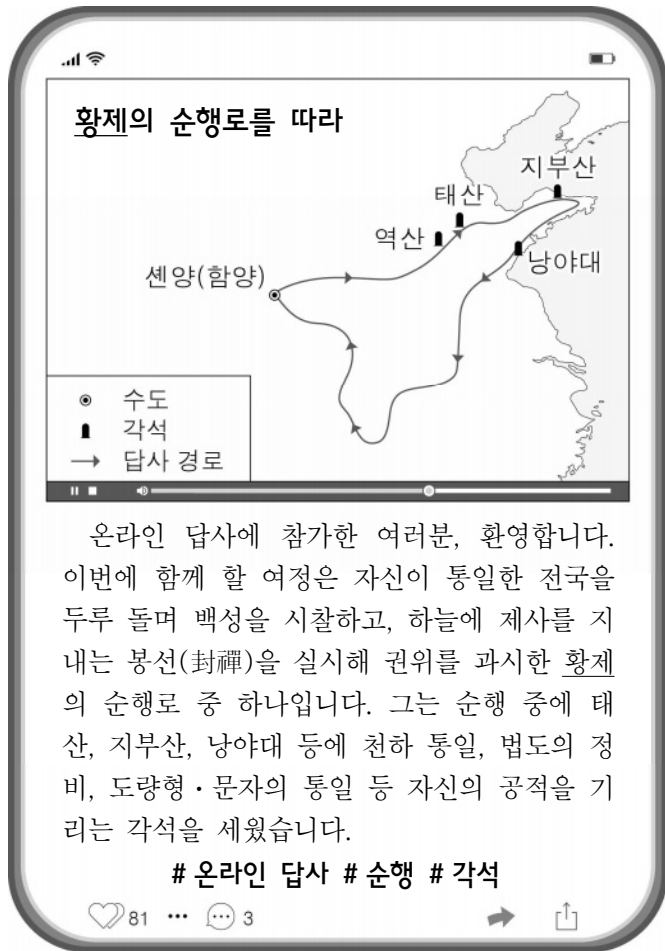 황제의 순행로를 따라
지부산
태산
역산
낭야대
셴양(함양)
수도
각석
답사 경로
온라인 답사에 참가한 여러분, 환영합니다.
이번에 함께 할 여정은 자신이 통일한 전국을
두루 돌며 백성을 시찰하고, 하늘에 제사를 지
내는 봉선(封禪)을 실시해 권위를 과시한 황제
의 순행로 중 하나입니다. 그는 순행 중에 태
산, 지부산, 낭야대 등에 천하 통일, 법도의 정
비, 도량형·문자의 통일 등 자신의 공적을 기
리는 각석을 세웠습니다.
# 온라인 답사 # 순행 # 각석
81 ••• 3